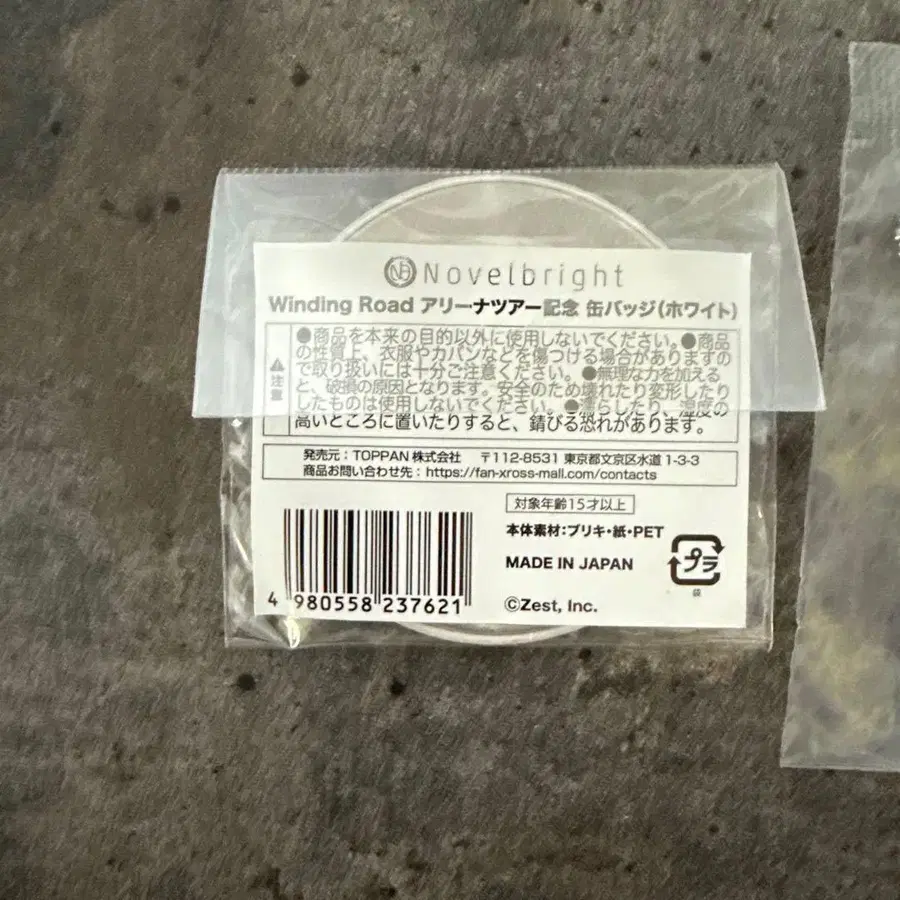 Novelbright
Winding Road アリーナツアー記念 缶バッジ(ホワイト)
注意
●商品を本来の目的以外に使用しないでください。●商品
の性質上、衣服やカバンなどを傷つける場合がありますの
で取り扱いには十分ご注意ください。●無理な力を加える
と、破損の原因となります。安全のため壊れたり変形したり
したものは使用しないでください。●濡らしたり、湿度の
高いところに置いたりすると、錆びる恐れがあります。
発売元:TOPPAN 株式会社 〒112-8531 東京都文京区水道 1-3-3
商品お問い合わせ先:https://fan-xross-mall.com/contacts
対象年齢15才以上
本体素材:ブリキ・紙・PET
MADE IN JAPAN
プラ
袋
©Zest, Inc.
4 980558 237621